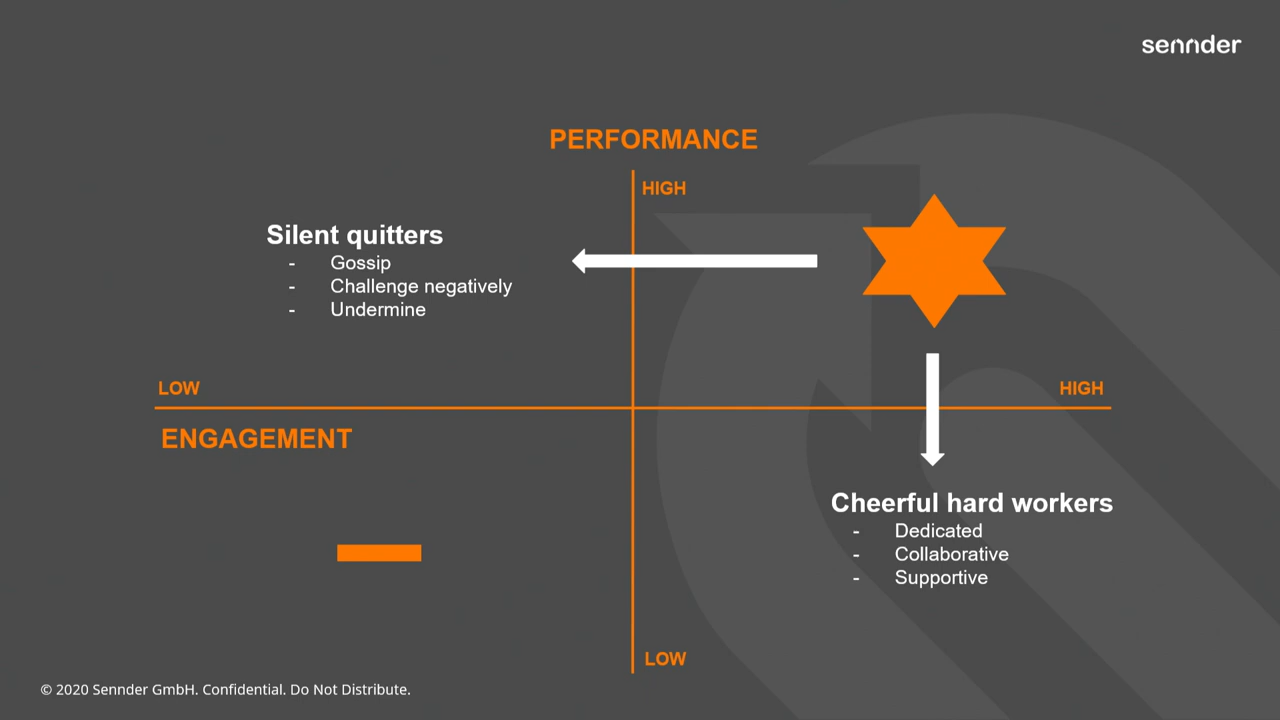 sennder
PERFORMANCE
HIGH
Silent quitters
- Gossip
- Challenge negatively
- Undermine
LOW
HIGH
ENGAGEMENT
Cheerful hard workers
- Dedicated
- Collaborative
- Supportive
LOW
© 2020 Sennder GmbH. Confidential. Do Not Distribute.